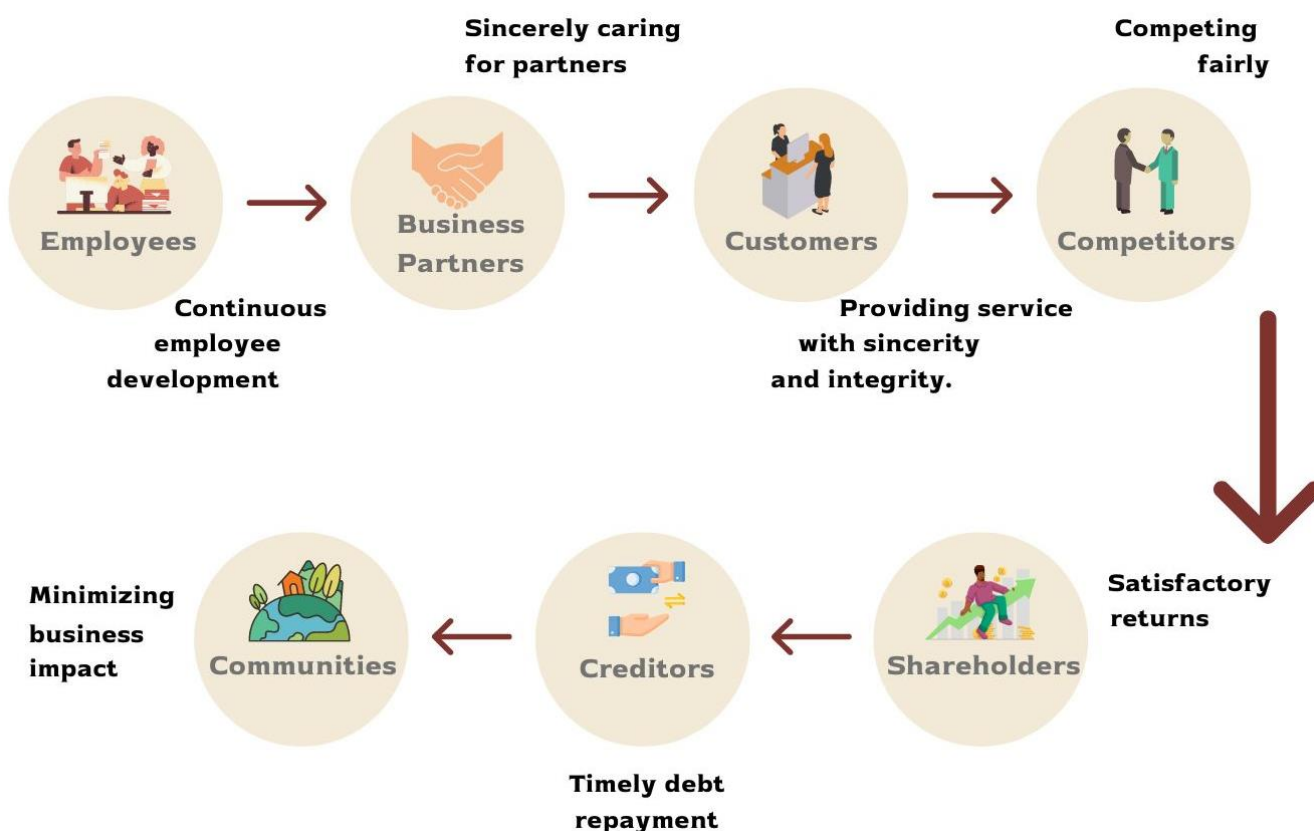 Sincerely caring
for partners
Competing
fairly
Employees
Business
Partners
Customers
Competitors
Continuous
employee
development
Providing service
with sincerity
and integrity.
Minimizing
business
impact
Communities
Creditors
Shareholders
Satisfactory
returns
Timely debt
repayment